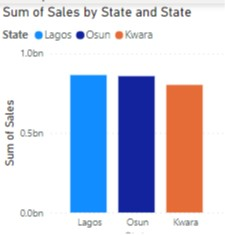 Sum of Sales by State and State
State Lagos Osun Kwara
1.0bn
0.5bn
0.0bn
Sum of Sales
Lagos Osun Kwara